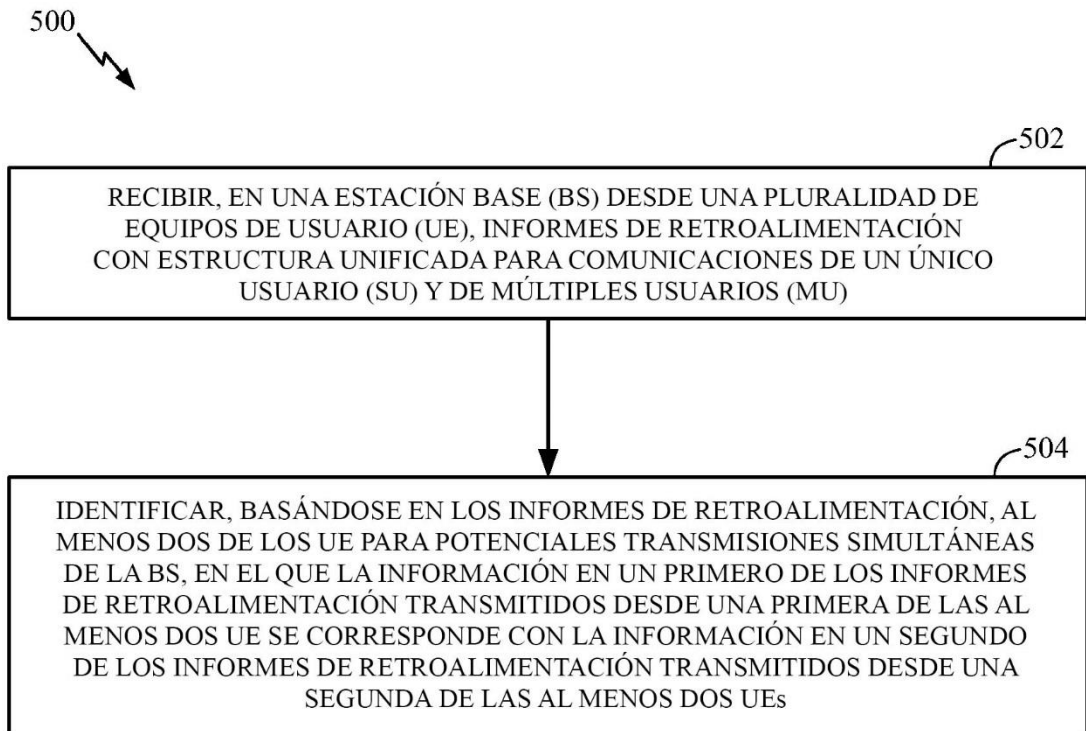 500
502
RECIBIR, EN UNA ESTACIÓN BASE (BS) DESDE UNA PLURALIDAD DE
EQUIPOS DE USUARIO (UE), INFORMES DE RETROALIMENTACIÓN
CON ESTRUCTURA UNIFICADA PARA COMUNICACIONES DE UN ÚNICO
USUARIO (SU) Y DE MÚLTIPLES USUARIOS (MU)
504
IDENTIFICAR, BASÁNDOSE EN LOS INFORMES DE RETROALIMENTACIÓN, AL
MENOS DOS DE LOS UE PARA POTENCIALES TRANSMISIONES SIMULTÁNEAS
DE LA BS, EN EL QUE LA INFORMACIÓN EN UN PRIMERO DE LOS INFORMES
DE RETROALIMENTACIÓN TRANSMITIDOS DESDE UNA PRIMERA DE LAS AL
MENOS DOS UE SE CORRESPONDE CON LA INFORMACIÓN EN UN SEGUNDO
DE LOS INFORMES DE RETROALIMENTACIÓN TRANSMITIDOS DESDE UNA
SEGUNDA DE LAS AL MENOS DOS UEs